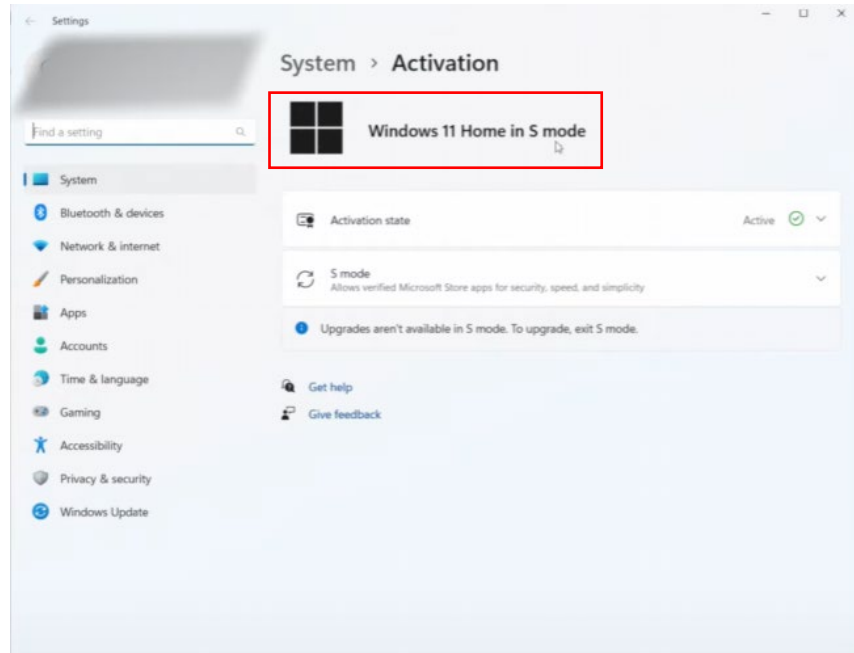 Settings
System > Activation
Windows 11 Home in S mode
Find a setting
System
Bluetooth & devices
Network & internet
Personalization
Apps
Accounts
Time & language
Gaming
Accessibility
Privacy & security
Windows Update
Activation state
Active
S mode
Allows verified Microsoft Store apps for security, speed, and simplicity
Upgrades aren't available in S mode. To upgrade, exit S mode.
Get help
Give feedback